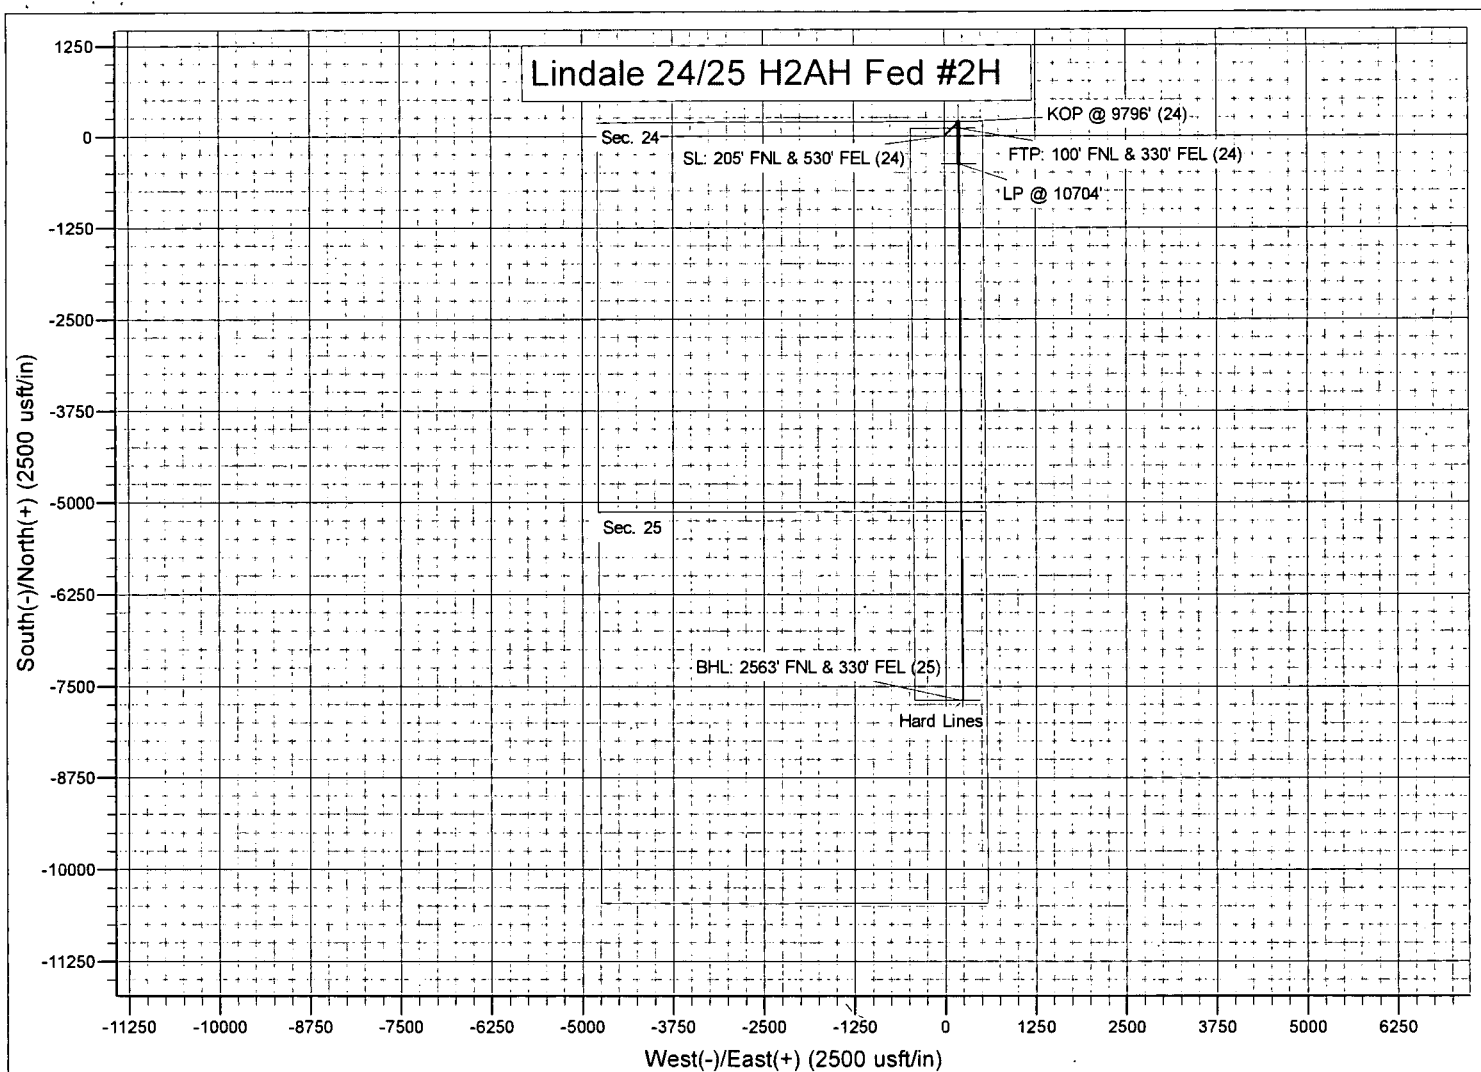 Lindale 24/25 H2AH Fed #2H
1250
0
-1250
-2500
-3750
-5000
-6250
-7500
-8750
-10000
-11250
South(-)/North(+) (2500 usft/in)
KOP @ 9796' (24)
Sec. 24
SL: 205' FNL & 530' FEL (24)
FTP: 100' FNL & 330' FEL (24)
LP @ 10704'
Sec. 25
BHL: 2563' FNL & 330' FEL (25)
Hard Lines
-11250 -10000 -8750 -7500 -6250 -5000 -3750 -2500 -1250 0 1250 2500 3750 5000 6250
West(-)/East(+) (2500 usft/in)